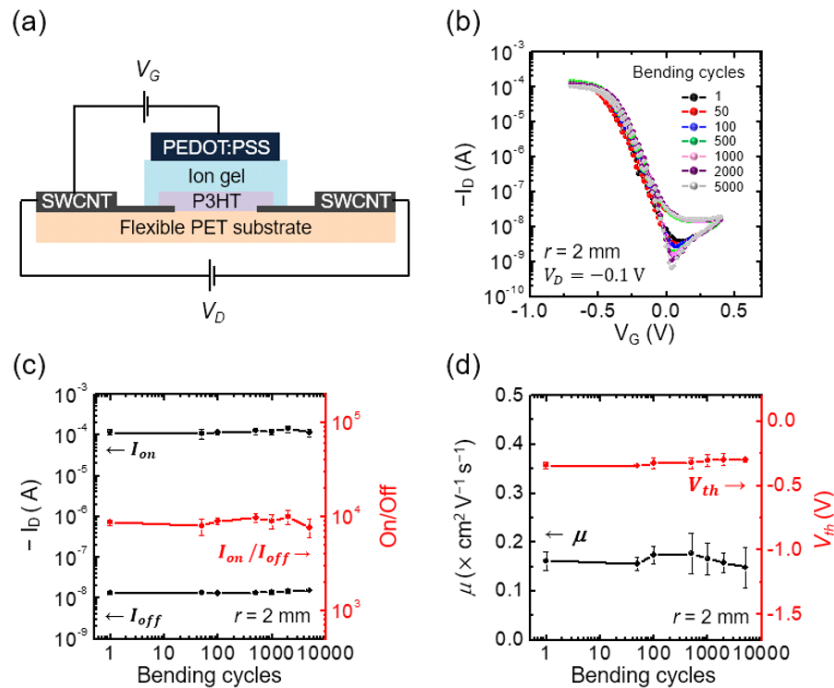 (a)
V_G
PEDOT:PSS
Ion gel
SWCNT P3HT SWCNT
Flexible PET substrate
V_D
(b)
10⁻³
10⁻⁴
10⁻⁵
10⁻⁶
10⁻⁷
10⁻⁸
10⁻⁹
10⁻¹⁰
−I_D (A)
Bending cycles
1
50
100
500
1000
2000
5000
r = 2 mm
V_D = −0.1 V
-1.0 -0.5 0.0 0.5
V_G (V)
(c)
10⁻³
10⁻⁴
10⁻⁵
10⁻⁶
10⁻⁷
10⁻⁸
10⁻⁹
− I_D (A)
← I_on
I_on /I_off →
← I_off
r = 2 mm
10⁵
10⁴
10³
On/Off
1 10 100 1000 10000
Bending cycles
(d)
0.5
0.4
0.3
0.2
0.1
0.0
μ (× cm² V⁻¹ s⁻¹)
V_th →
← μ
r = 2 mm
0.0
-0.5
-1.0
-1.5
V_th (V)
1 10 100 1000 10000
Bending cycles